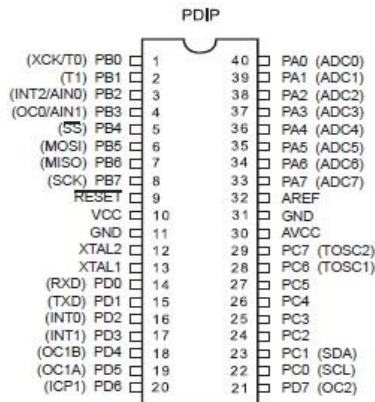 PDIP
(XCK/T0) PB0 1 40 PA0 (ADC0)
(T1) PB1 2 39 PA1 (ADC1)
(INT2/AIN0) PB2 3 38 PA2 (ADC2)
(OC0/AIN1) PB3 4 37 PA3 (ADC3)
(SS) PB4 5 36 PA4 (ADC4)
(MOSI) PB5 6 35 PA5 (ADC5)
(MISO) PB6 7 34 PA6 (ADC6)
(SCK) PB7 8 33 PA7 (ADC7)
RESET 9 32 AREF
VCC 10 31 GND
GND 11 30 AVCC
XTAL2 12 29 PC7 (TOSC2)
XTAL1 13 28 PC6 (TOSC1)
(RXD) PD0 14 27 PC5
(TXD) PD1 15 26 PC4
(INT0) PD2 16 25 PC3
(INT1) PD3 17 24 PC2
(OC1B) PD4 18 23 PC1 (SDA)
(OC1A) PD5 19 22 PC0 (SCL)
(ICP1) PD6 20 21 PD7 (OC2)